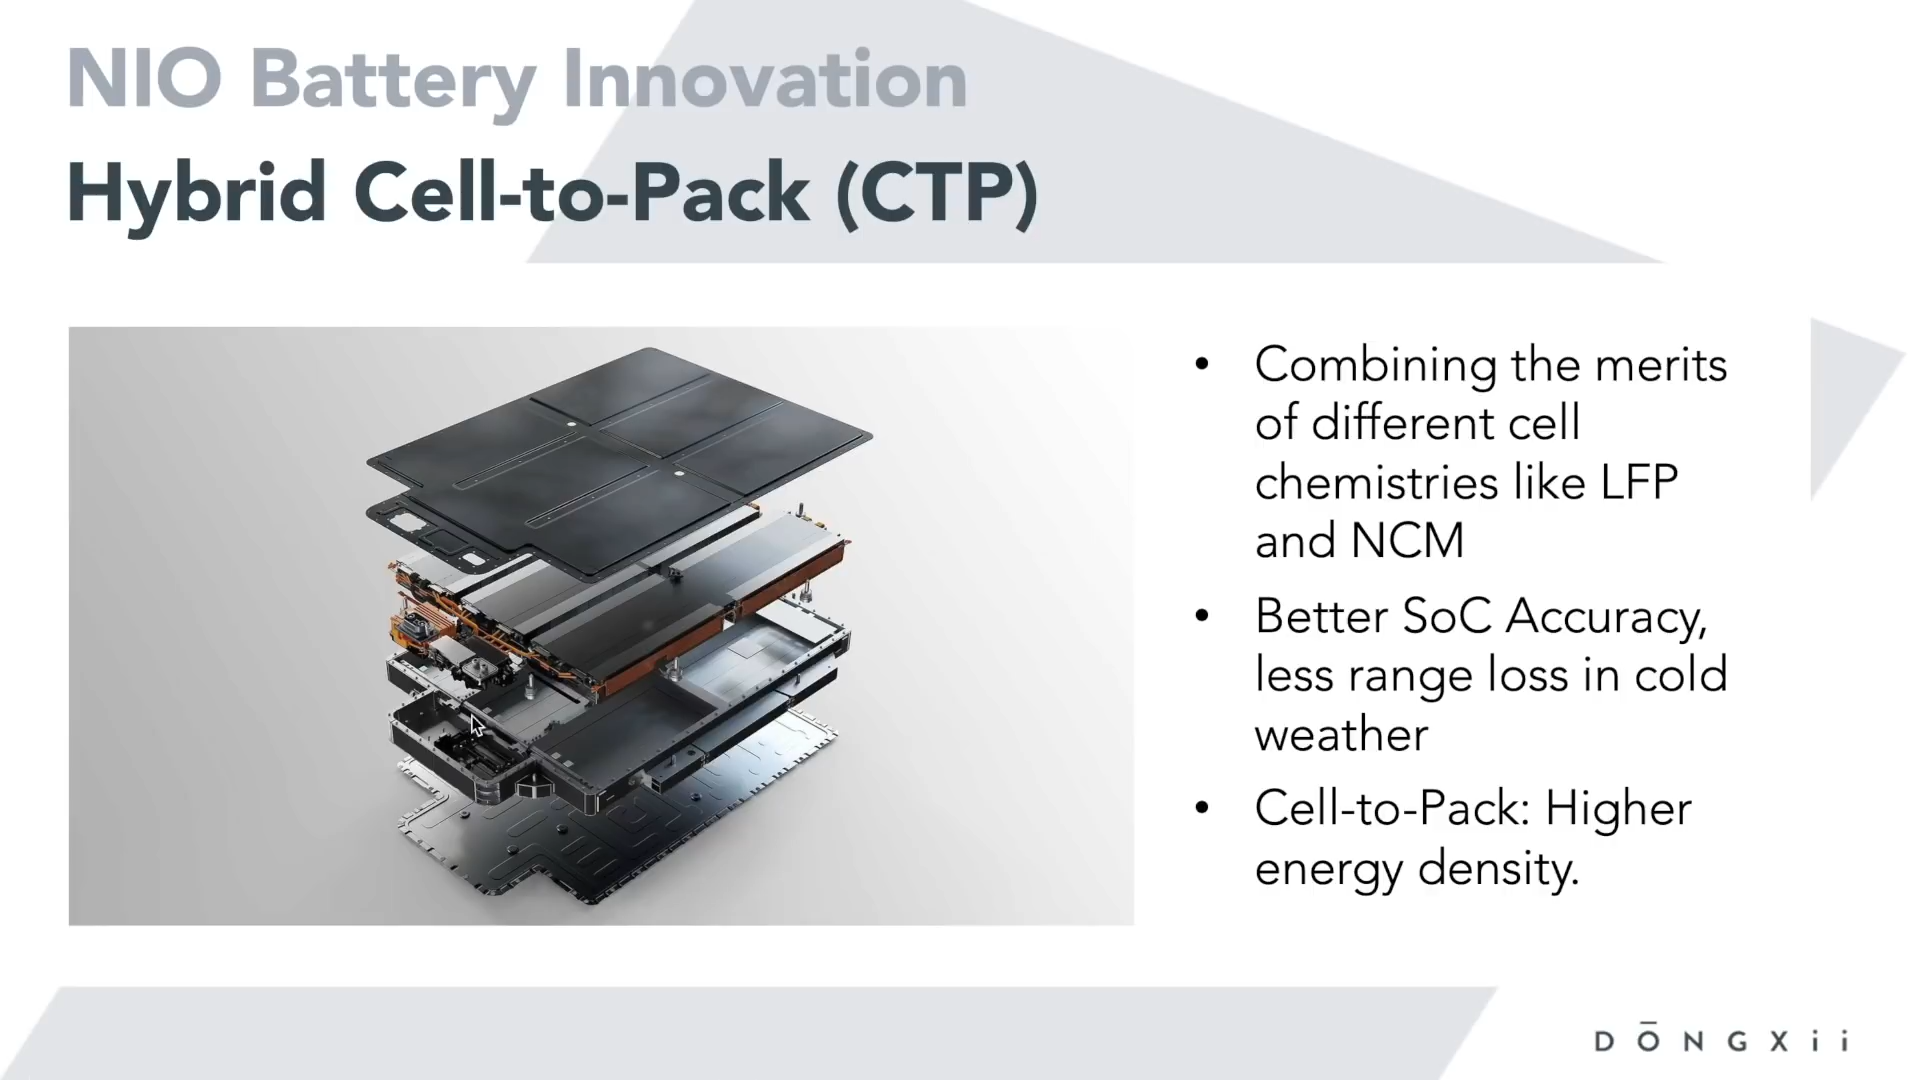 NIO Battery Innovation
Hybrid Cell-to-Pack (CTP)
• Combining the merits
of different cell
chemistries like LFP
and NCM
• Better SoC Accuracy,
less range loss in cold
weather
• Cell-to-Pack: Higher
energy density.
DŌNGXii